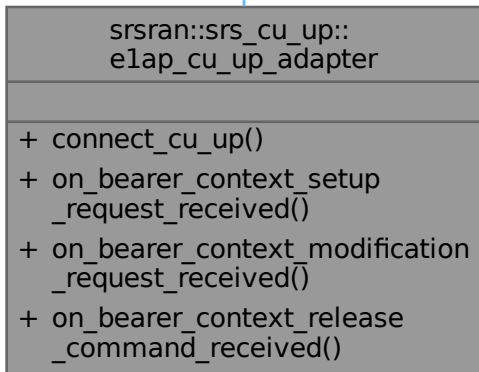 srsran::srs_cu_up::
e1ap_cu_up_adapter
+ connect_cu_up()
+ on_bearer_context_setup
_request_received()
+ on_bearer_context_modification
_request_received()
+ on_bearer_context_release
_command_received()